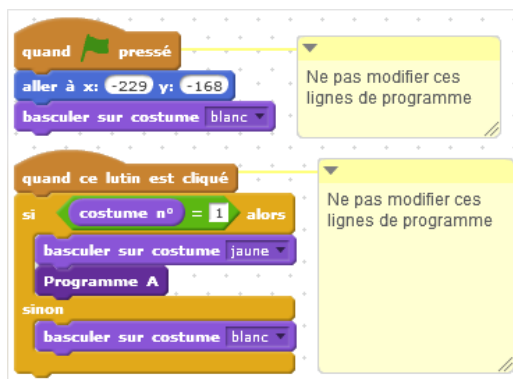 quand pressé
aller à x: -229 y: -168
basculer sur costume blanc
Ne pas modifier ces
lignes de programme
quand ce lutin est cliqué
si costume n° = 1 alors
basculer sur costume jaune
Programme A
sinon
basculer sur costume blanc
Ne pas modifier ces
lignes de programme